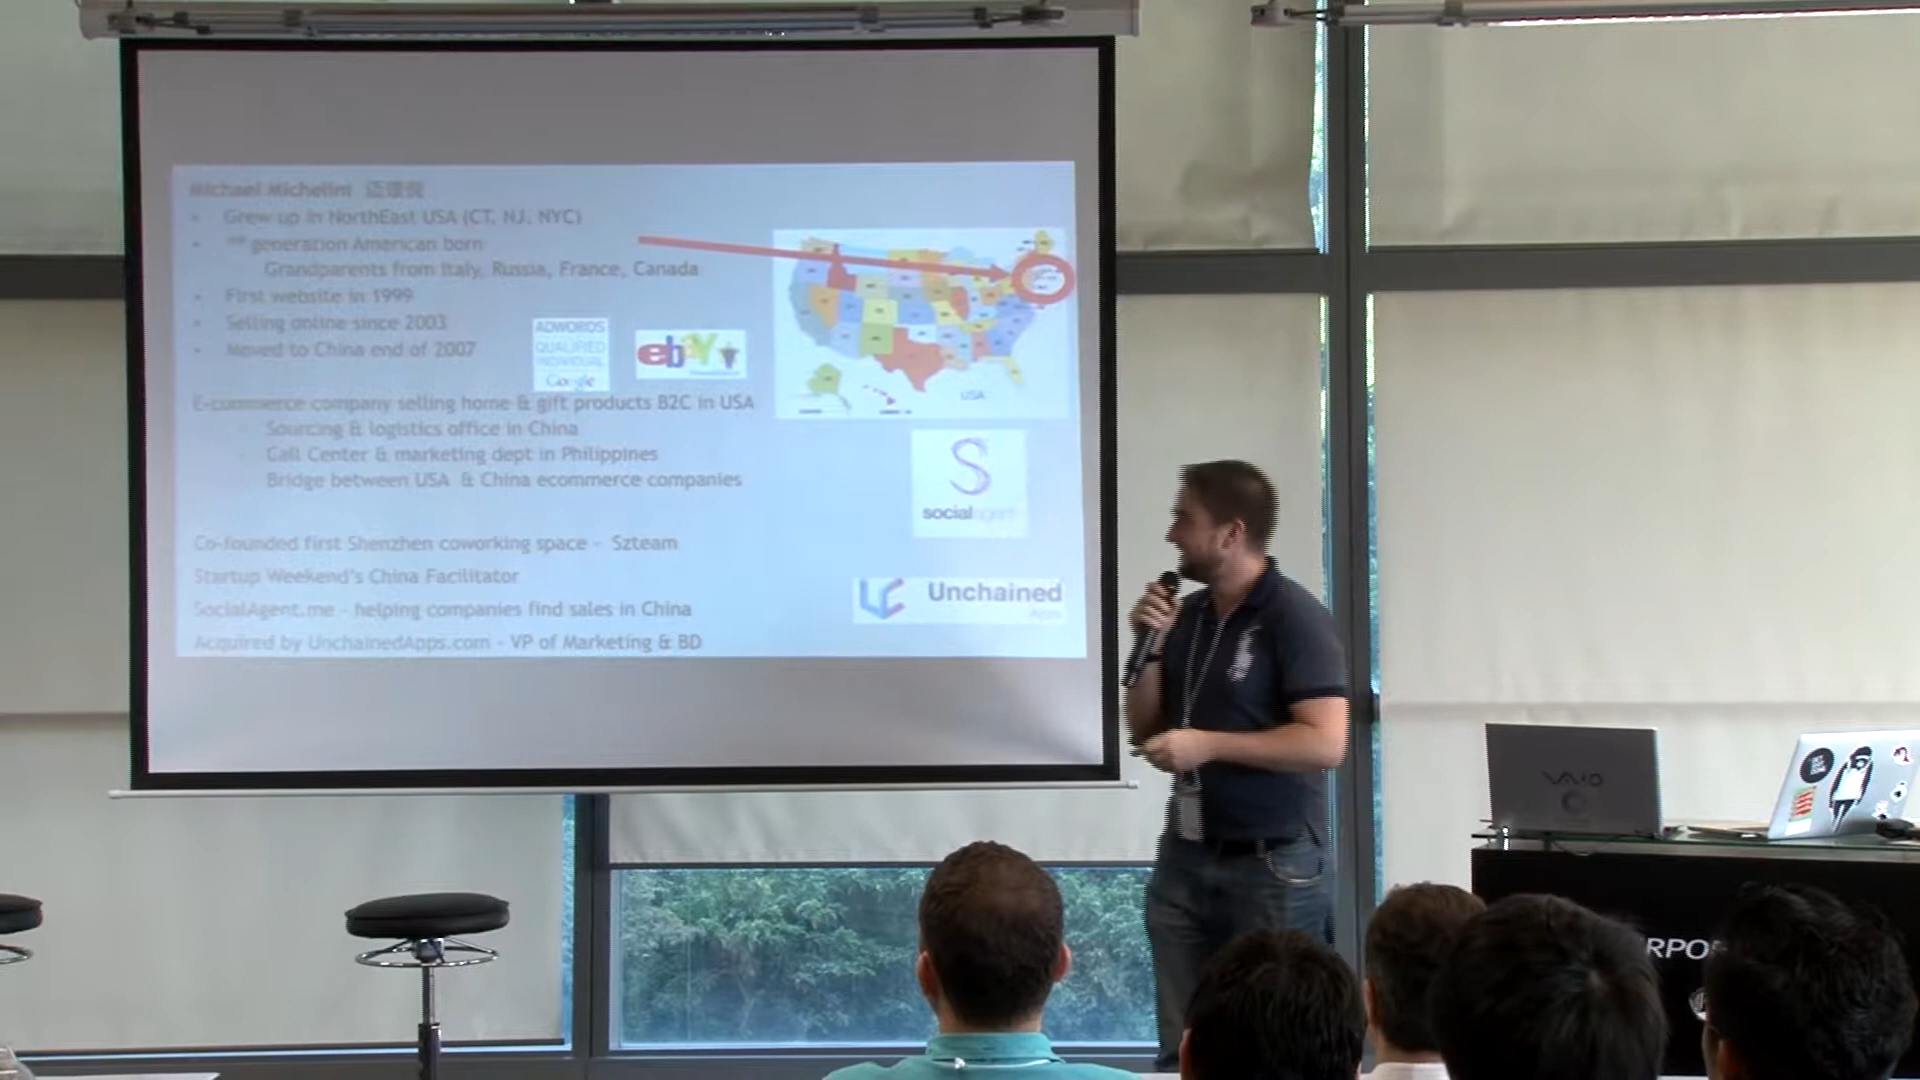 Michael Michelini
Grew up in NorthEast USA (CT, NJ, NYC)
generation American born
Grandparents from Italy, Russia, France, Canada
First website in 1999
Selling online since 2003
Moved to China end of 2007
ADWORDS
QUALIFIED
INDIVIDUAL
Google
ebay
USA
E-commerce company selling home & gift products B2C in USA
Sourcing & logistics office in China
Call Center & marketing dept in Philippines
Bridge between USA & China ecommerce companies
socialagent
Co-founded first Shenzhen coworking space - Szteam
Startup Weekend's China Facilitator
SocialAgent.me - helping companies find sales in China
Acquired by UnchainedApps.com - VP of Marketing & BD
Unchained
Apps
VAIO
RPO